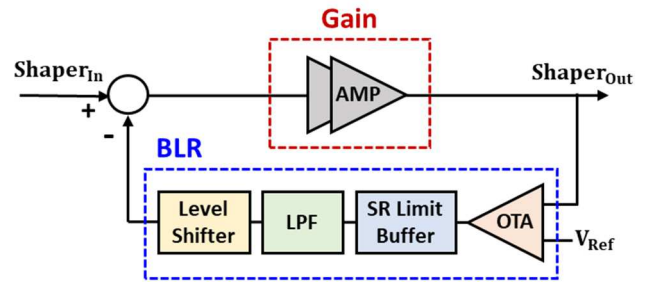 Gain
Shaper_In
AMP
Shaper_Out
+
-
BLR
Level
Shifter
LPF
SR Limit
Buffer
OTA
V_Ref